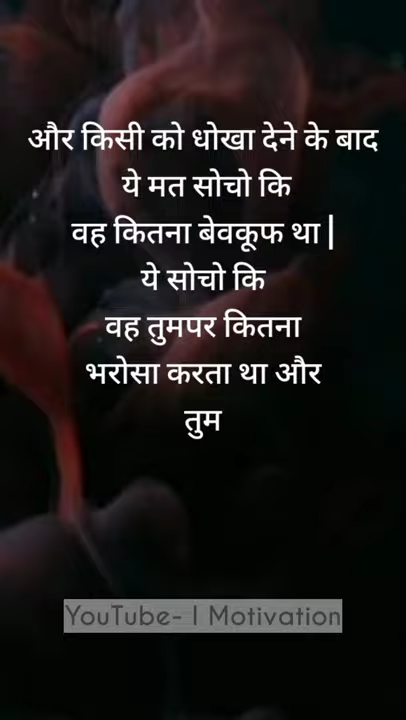 और किसी को धोखा देने के बाद
ये मत सोचो कि
वह कितना बेवकूफ था |
ये सोचो कि
वह तुमपर कितना
भरोसा करता था और
तुम
YouTube- I Motivation